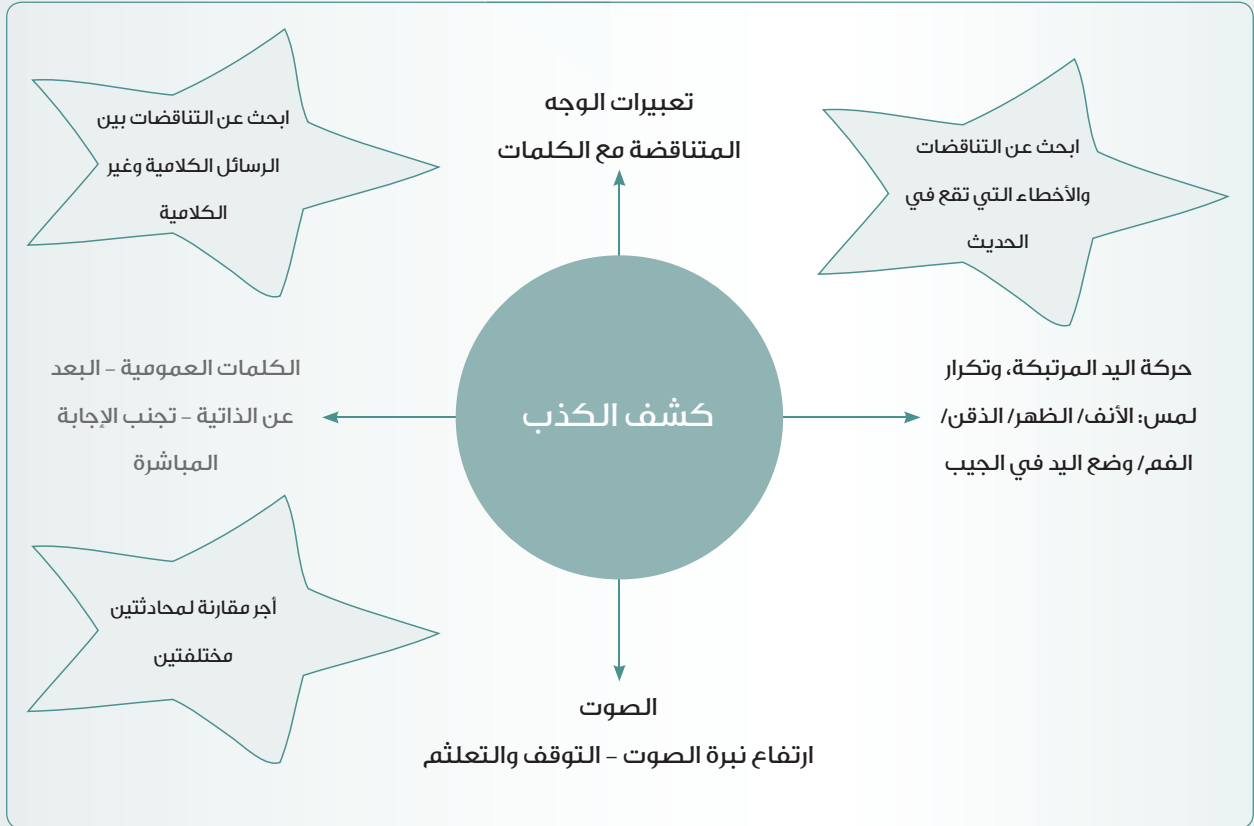 ابحث عن التناقضات
والأخطاء التي تقع في
الحديث
تعبيرات الوجه
المتناقضة مع الكلمات
ابحث عن التناقضات بين
الرسائل الكلامية وغير
الكلامية
حركة اليد المرتبكة، وتكرار
لمس: الأنف/ الظهر/ الذقن/
الفم/ وضع اليد في الجيب
كشف الكذب
الكلمات العمومية – البعد
عن الذاتية – تجنب الإجابة
المباشرة
أجر مقارنة لمحادثتين
مختلفتين
الصوت
ارتفاع نبرة الصوت – التوقف والتعلثم